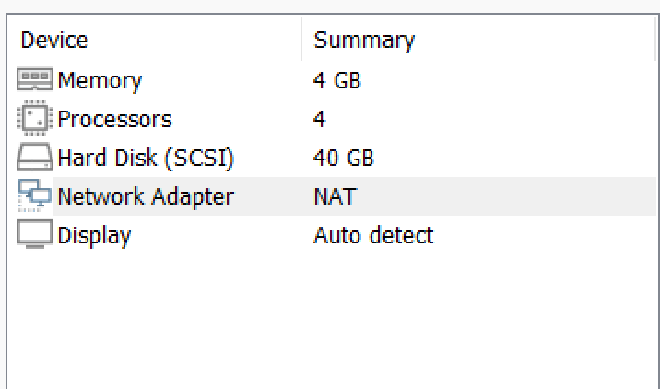 Device Summary
Memory 4 GB
Processors 4
Hard Disk (SCSI) 40 GB
Network Adapter NAT
Display Auto detect